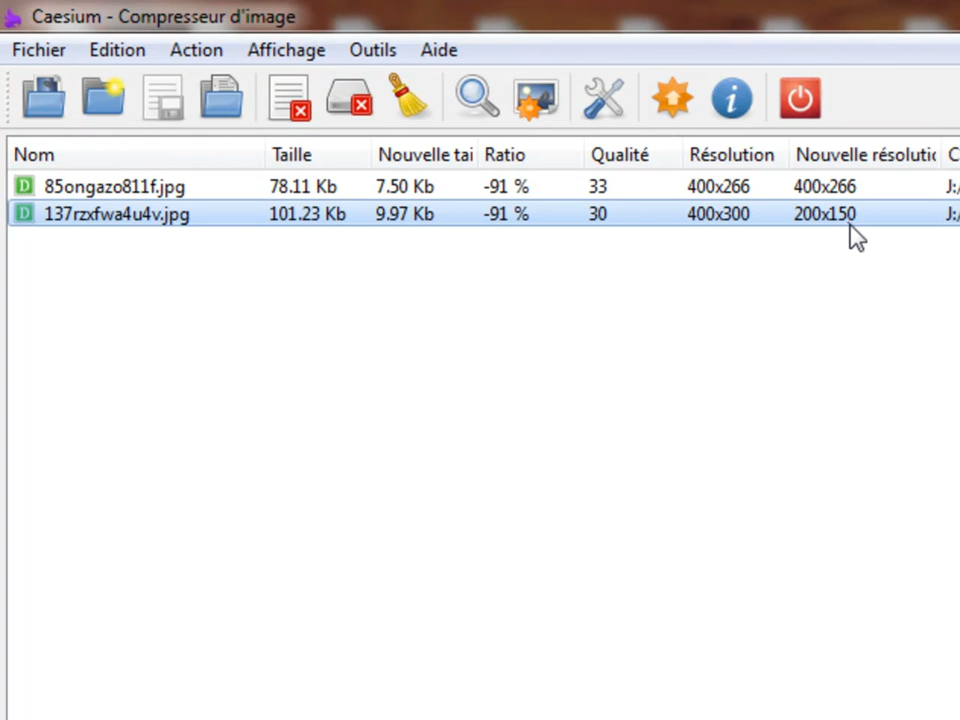 Caesium - Compresseur d'image
Fichier Edition Action Affichage Outils Aide
Nom Taille Nouvelle tai Ratio Qualité Résolution Nouvelle résolutic C
D 85ongazo811f.jpg 78.11 Kb 7.50 Kb -91 % 33 400x266 400x266 J:/
D 137rzxfwa4u4v.jpg 101.23 Kb 9.97 Kb -91 % 30 400x300 200x150 J:/